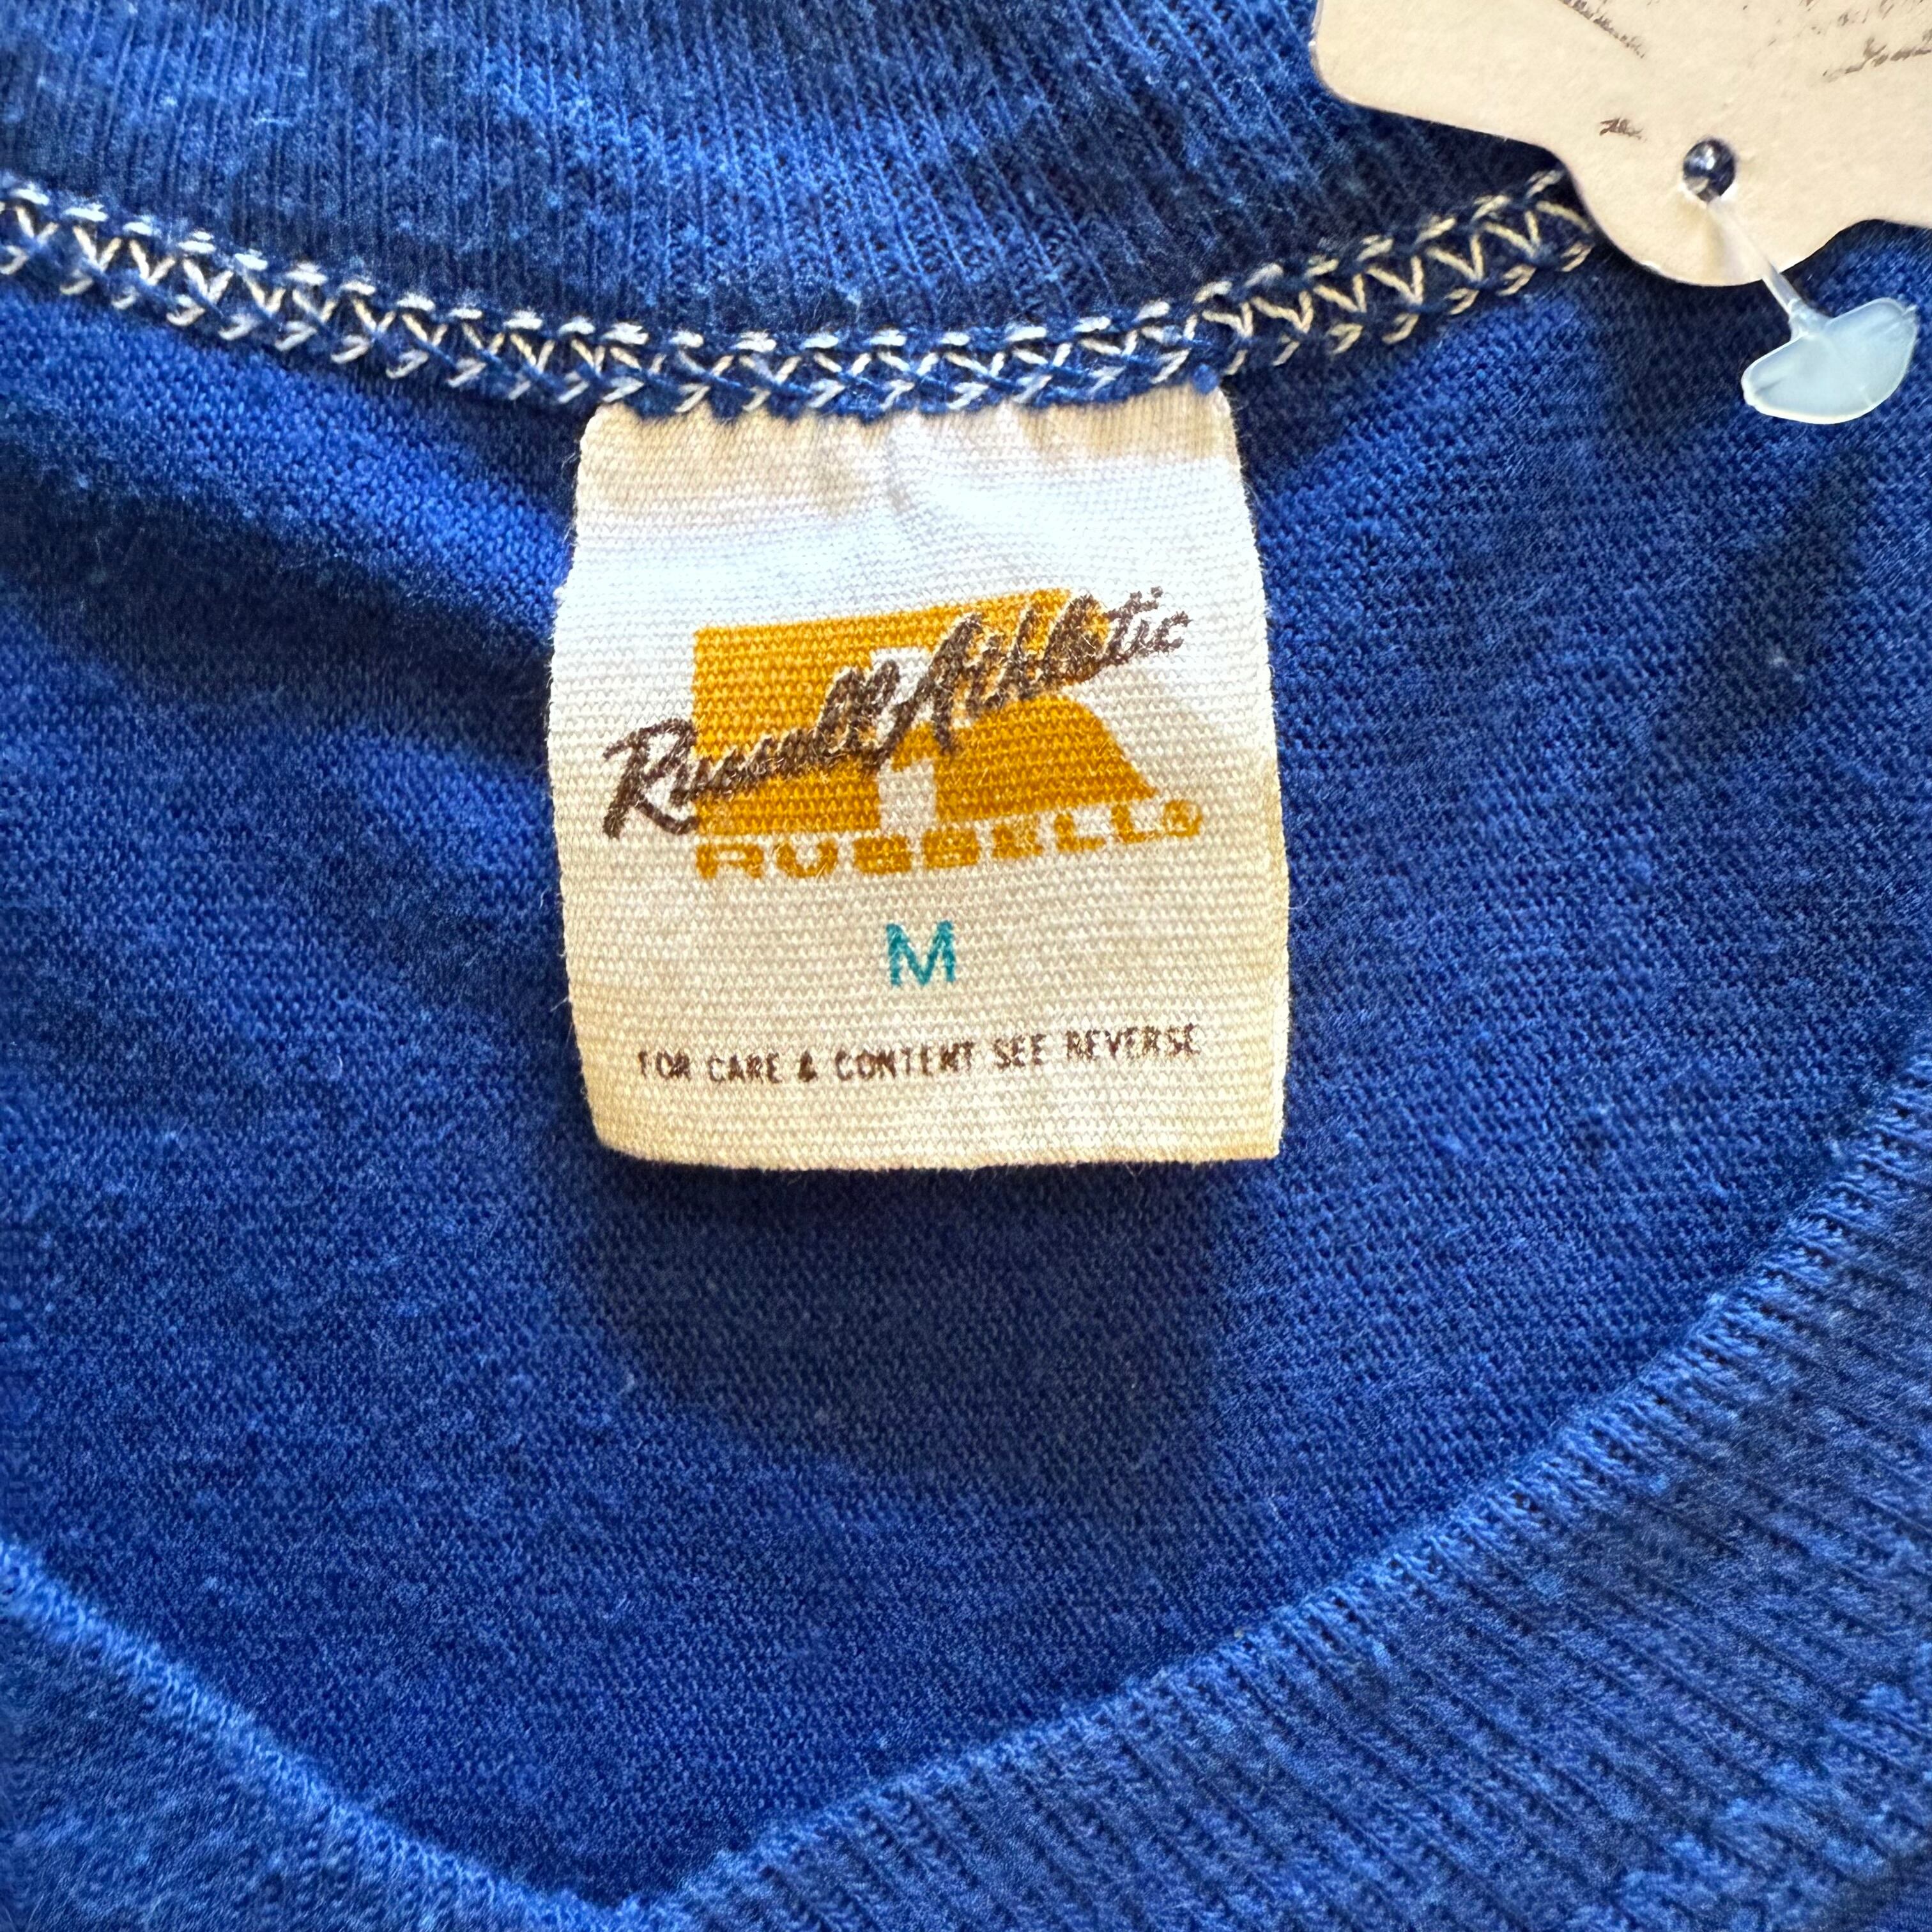 Russell Athletic
RUSSELL®
M
FOR CARE & CONTENT SEE REVERSE